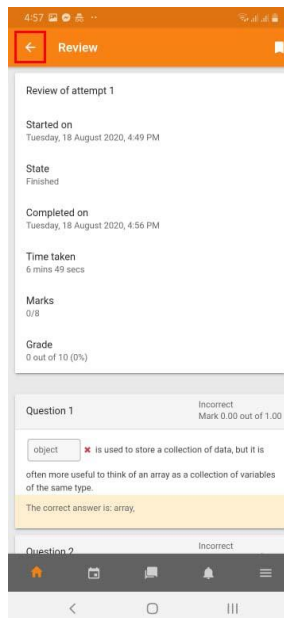 4:57
Review
Review of attempt 1
Started on
Tuesday, 18 August 2020, 4:49 PM
State
Finished
Completed on
Tuesday, 18 August 2020, 4:56 PM
Time taken
6 mins 49 secs
Marks
0/8
Grade
0 out of 10 (0%)
Question 1
Incorrect
Mark 0.00 out of 1.00
object is used to store a collection of data, but it is
often more useful to think of an array as a collection of variables
of the same type.
The correct answer is: array,
Question 2
Incorrect